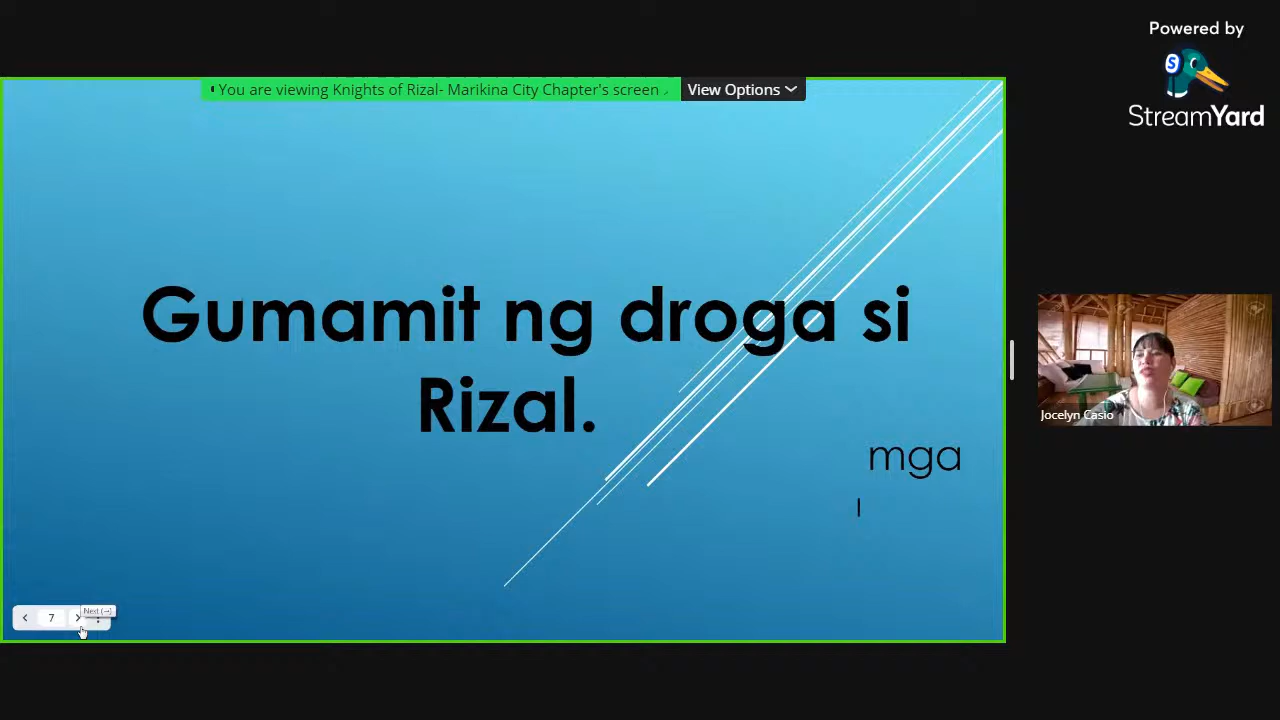 Powered by
StreamYard
You are viewing Knights of Rizal- Marikina City Chapter's screen
View Options
Gumamit ng droga si
Rizal.
mga
Jocelyn Casio
7
Next (→)